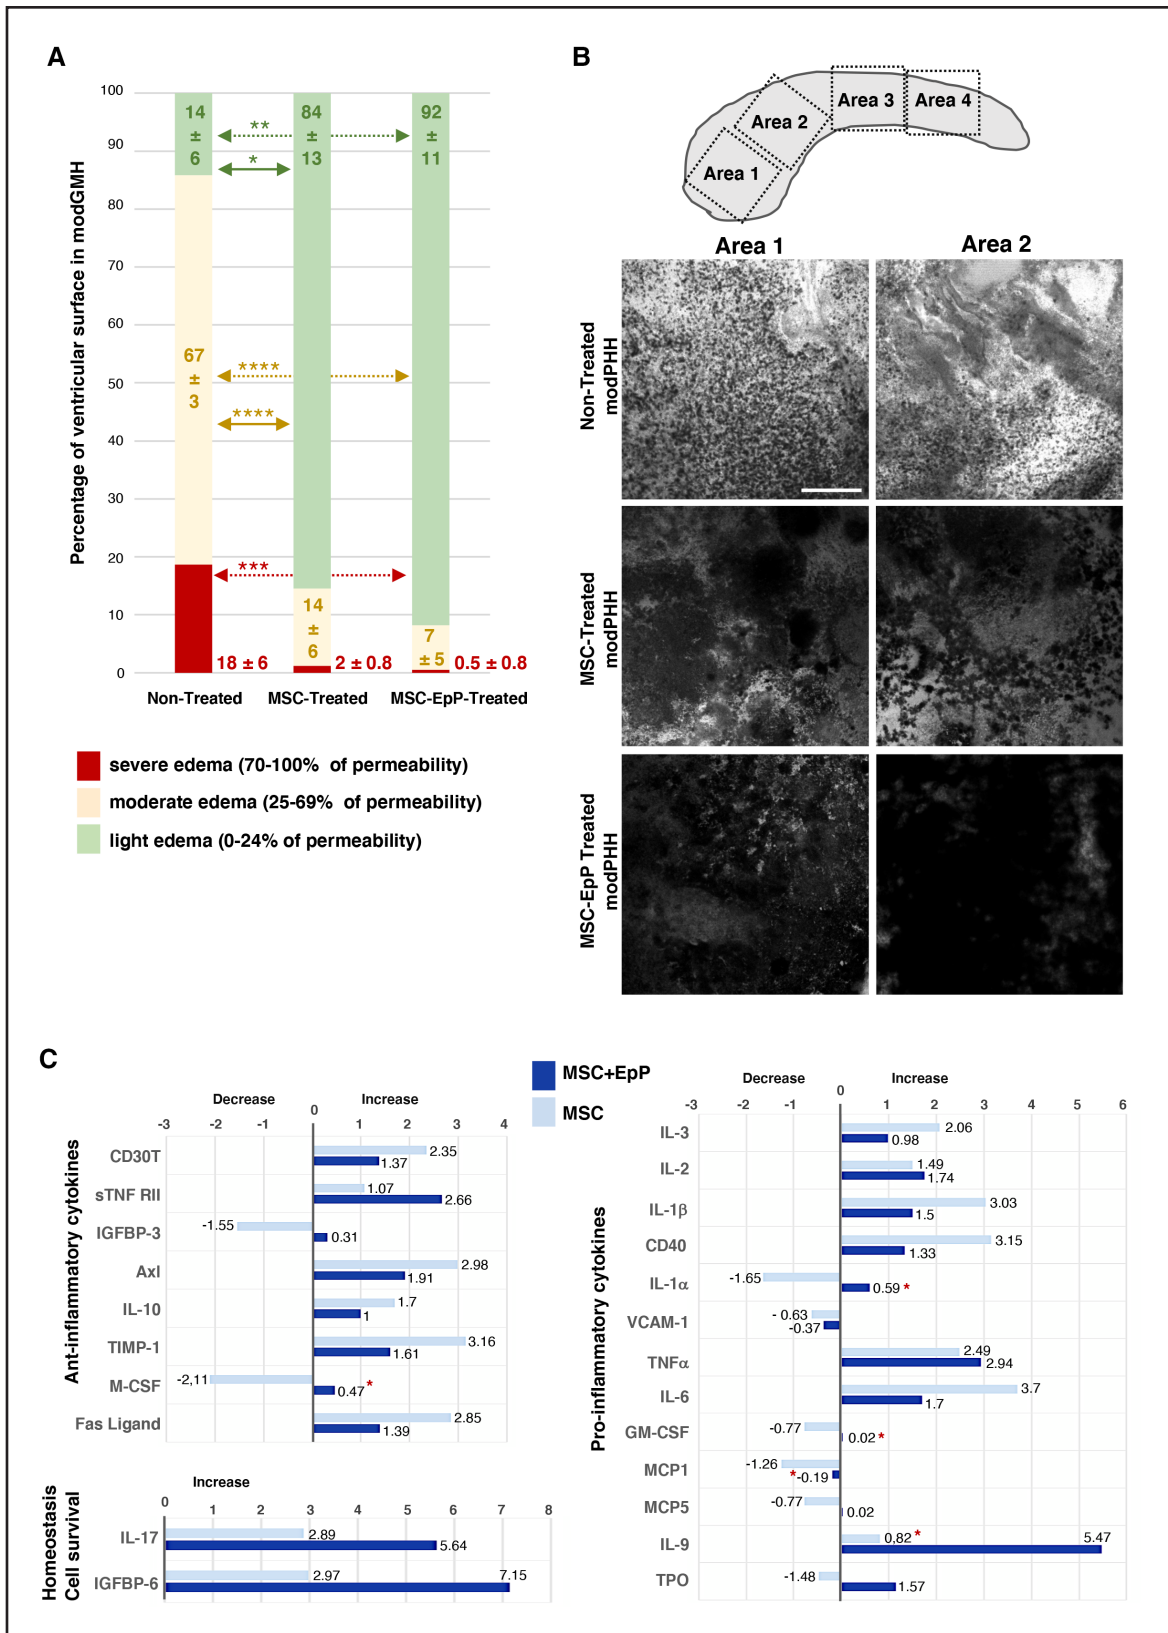 A
Percentage of ventricular surface in modGMH
100
90
80
70
60
50
40
30
20
10
0
14
±
6
84
±
13
92
±
11
**
*
67
±
3
****
****
***
14
±
6
7
± 5
18 ± 6
2 ± 0.8
0.5 ± 0.8
Non-Treated
MSC-Treated
MSC-EpP-Treated
severe edema (70-100% of permeability)
moderate edema (25-69% of permeability)
light edema (0-24% of permeability)
B
Area 1
Area 2
Area 3
Area 4
Area 1
Area 2
Non-Treated
modPHH
MSC-Treated
modPHH
MSC-EpP Treated
modPHH
C
MSC+EpP
MSC
Ant-inflammatory cytokines
Decrease
Increase
-3
-2
-1
0
1
2
3
4
CD30T
2.35
1.37
sTNF RII
1.07
2.66
IGFBP-3
-1.55
0.31
Axl
2.98
1.91
IL-10
1.7
1
TIMP-1
3.16
1.61
M-CSF
-2,11
0.47
*
Fas Ligand
2.85
1.39
Homeostasis
Cell survival
Increase
0
1
2
3
4
5
6
7
8
IL-17
2.89
5.64
IGFBP-6
2.97
7.15
Pro-inflammatory cytokines
Decrease
Increase
-3
-2
-1
0
1
2
3
4
5
6
IL-3
2.06
0.98
IL-2
1.49
1.74
IL-1β
3.03
1.5
CD40
3.15
1.33
IL-1α
-1.65
0.59
*
VCAM-1
- 0.63
-0.37
TNFα
2.49
2.94
IL-6
3.7
1.7
GM-CSF
-0.77
0.02
*
MCP1
-1.26
*
-0.19
MCP5
-0.77
0.02
IL-9
0,82
*
5.47
TPO
-1.48
1.57